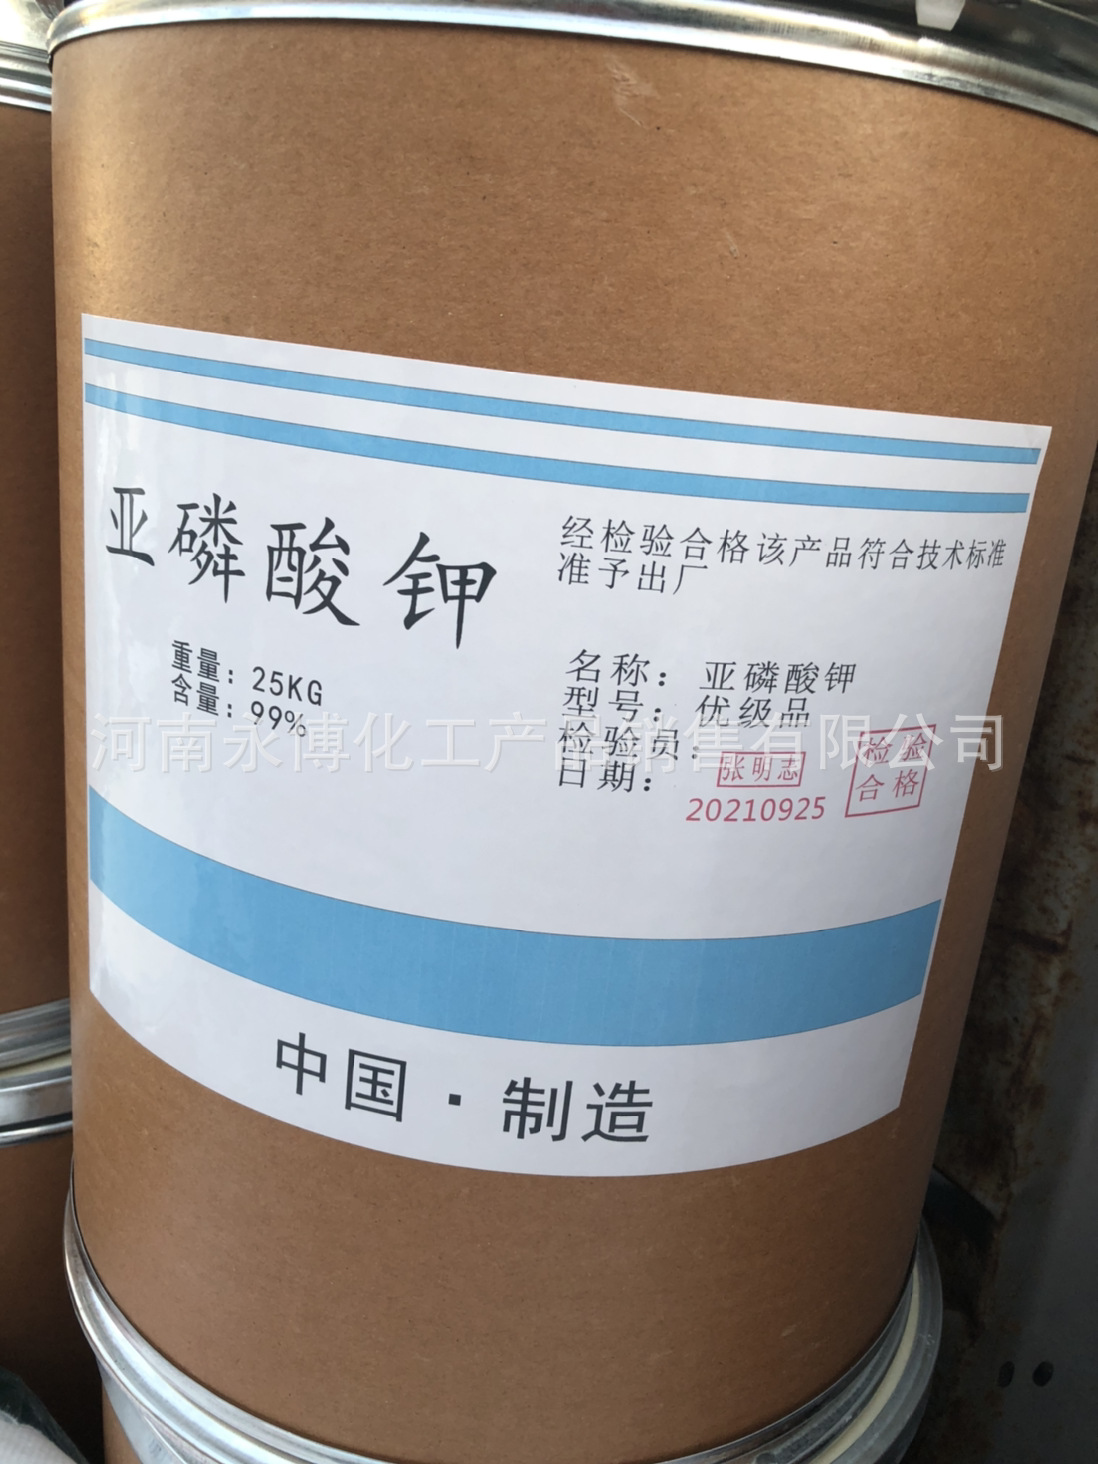 亚磷酸钾
重量：25KG
含量：99%
经检验合格该产品符合技术标准
准予出厂
名称：亚磷酸钾
型号：优级品
检验员：张明志
日期：20210925
检验
合格
河南永博化工产品销售有限公司
中国·制造